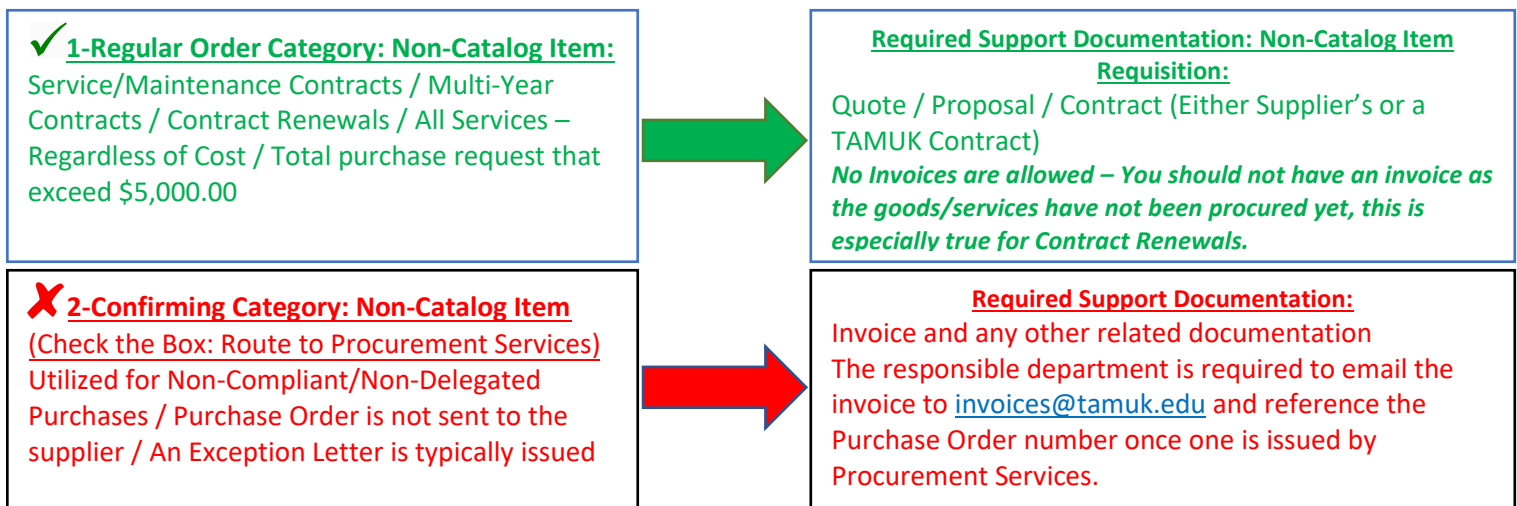 1-Regular Order Category: Non-Catalog Item:
Service/Maintenance Contracts / Multi-Year
Contracts / Contract Renewals / All Services –
Regardless of Cost / Total purchase request that
exceed $5,000.00
Required Support Documentation: Non-Catalog Item
Requisition:
Quote / Proposal / Contract (Either Supplier's or a
TAMUK Contract)
No Invoices are allowed – You should not have an invoice as
the goods/services have not been procured yet, this is
especially true for Contract Renewals.
2-Confirming Category: Non-Catalog Item
(Check the Box: Route to Procurement Services)
Utilized for Non-Compliant/Non-Delegated
Purchases / Purchase Order is not sent to the
supplier / An Exception Letter is typically issued
Required Support Documentation:
Invoice and any other related documentation
The responsible department is required to email the
invoice to invoices@tamuk.edu and reference the
Purchase Order number once one is issued by
Procurement Services.